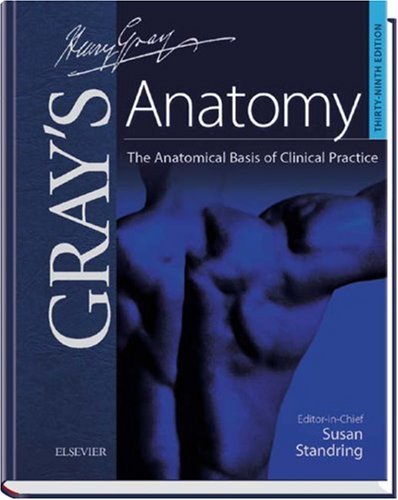 Henry Gray
GRAY'S
Anatomy
THIRTY-NINTH EDITION
The Anatomical Basis of Clinical Practice
Editor-in-Chief
Susan
Standring
ELSEVIER